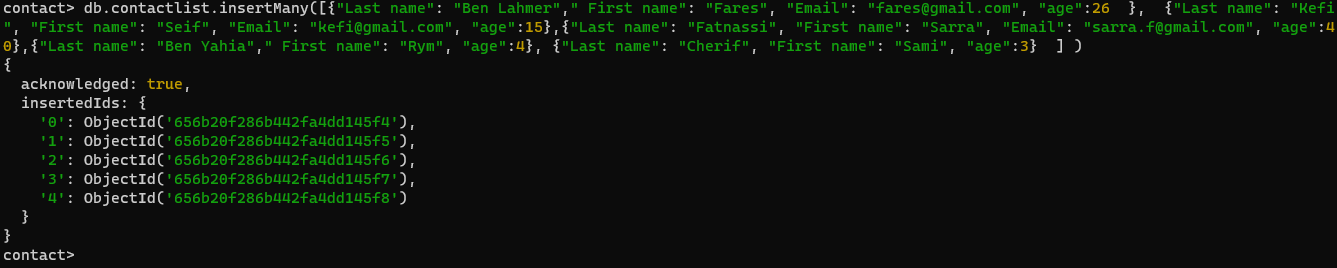 contact> db.contactlist.insertMany([{"Last name": "Ben Lahmer"," First name": "Fares", "Email": "fares@gmail.com", "age":26  },  {"Last name": "Kefi
", "First name": "Seif", "Email": "kefi@gmail.com", "age":15},{"Last name": "Fatnassi", "First name": "Sarra", "Email": "sarra.f@gmail.com", "age":4
0},{"Last name": "Ben Yahia"," First name": "Rym", "age":4}, {"Last name": "Cherif", "First name": "Sami", "age":3}  ] )
{
  acknowledged: true,
  insertedIds: {
    '0': ObjectId('656b20f286b442fa4dd145f4'),
    '1': ObjectId('656b20f286b442fa4dd145f5'),
    '2': ObjectId('656b20f286b442fa4dd145f6'),
    '3': ObjectId('656b20f286b442fa4dd145f7'),
    '4': ObjectId('656b20f286b442fa4dd145f8')
  }
}
contact>